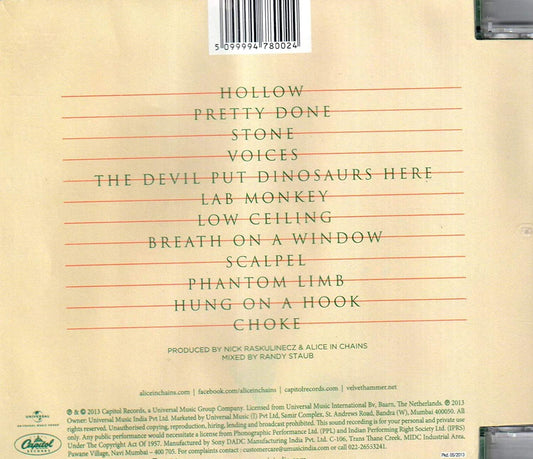 5 099994 780024
HOLLOW
PRETTY DONE
STONE
VOICES
THE DEVIL PUT DINOSAURS HERE
LAB MONKEY
LOW CEILING
BREATH ON A WINDOW
SCALPEL
PHANTOM LIMB
HUNG ON A HOOK
CHOKE
PRODUCED BY NICK RASKULINECZ & ALICE IN CHAINS
MIXED BY RANDY STAUB
aliceinchains.com | facebook.com/aliceinchains | capitolrecords.com | velvethammer.net
℗ & © 2013 Capitol Records, a Universal Music Group Company. Licensed from Universal Music International Bv, Baarn, The Netherlands. ℗ 2013
Owner: Universal Music India Pvt Ltd. Marketed by Universal Music (I) Pvt Ltd, Samir Complex, St. Andrews Road, Bandra (W), Mumbai 400050. All
rights reserved. Unauthorised copying, reproduction, hiring, lending and broadcast prohibited. This sound recording is for your personal and private use
only. Any public performance would necessitate a license from Phonographic Performance Ltd. (PPL) and Indian Performing Right Society Ltd. (IPRS)
Under The Copyright Act Of 1957. Manufactured by Sony DADC Manufacturing India Pvt. Ltd. C-106, Trans Thane Creek, MIDC Industrial Area,
Pawane Village, Navi Mumbai – 400 705. For complaints contact : customercare@umusic.com or call 022-26553241.
UNIVERSAL
Capitol
Pkd. 05/2013